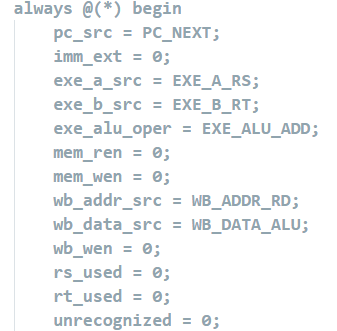 always @(*) begin
pc_src = PC_NEXT;
imm_ext = 0;
exe_a_src = EXE_A_RS;
exe_b_src = EXE_B_RT;
exe_alu_oper = EXE_ALU_ADD;
mem_ren = 0;
mem_wen = 0;
wb_addr_src = WB_ADDR_RD;
wb_data_src = WB_DATA_ALU;
wb_wen = 0;
rs_used = 0;
rt_used = 0;
unrecognized = 0;